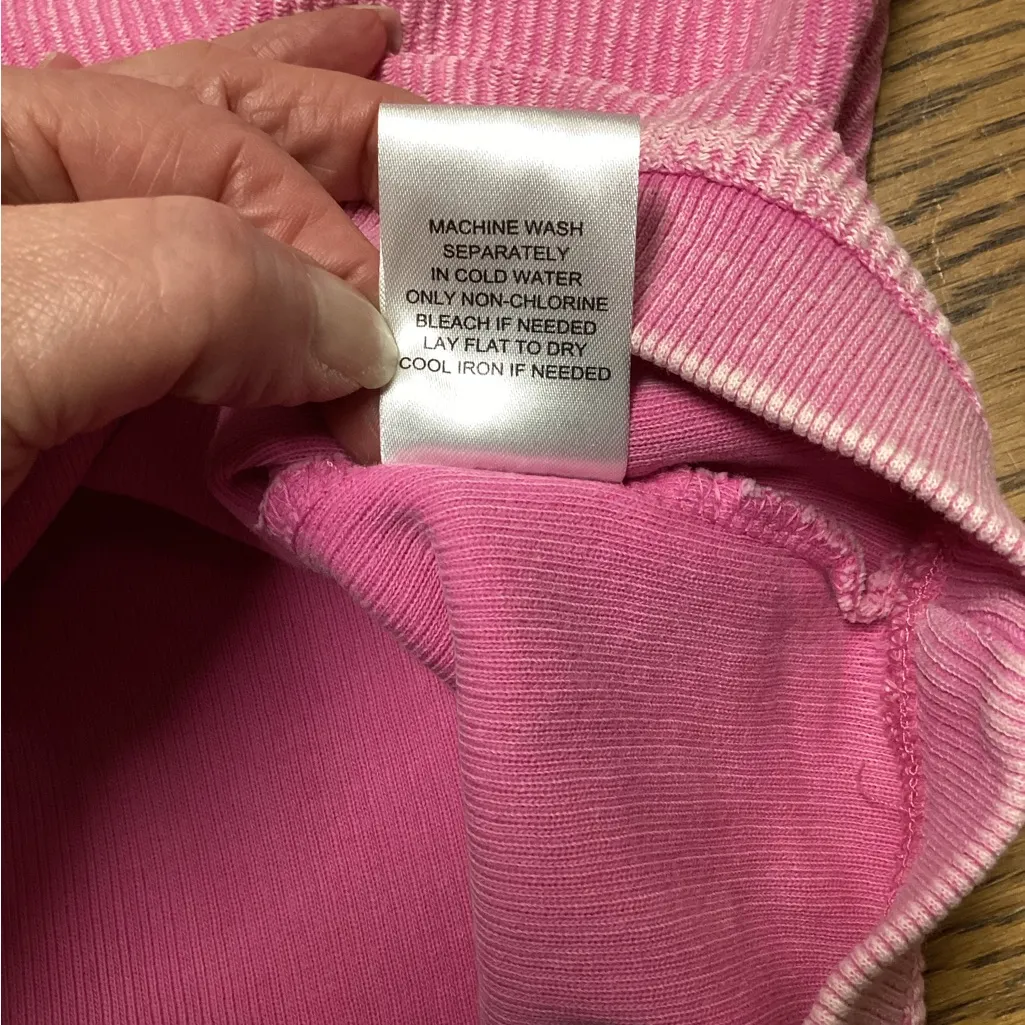 MACHINE WASH
SEPARATELY
IN COLD WATER
ONLY NON-CHLORINE
BLEACH IF NEEDED
LAY FLAT TO DRY
COOL IRON IF NEEDED